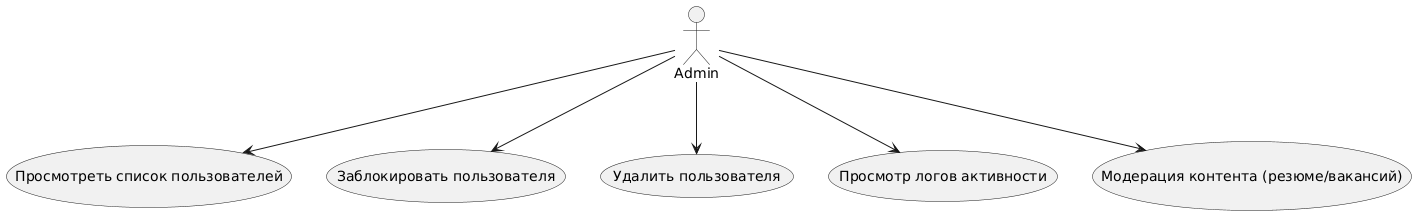 Admin
Просмотреть список пользователей
Заблокировать пользователя
Удалить пользователя
Просмотр логов активности
Модерация контента (резюме/вакансий)